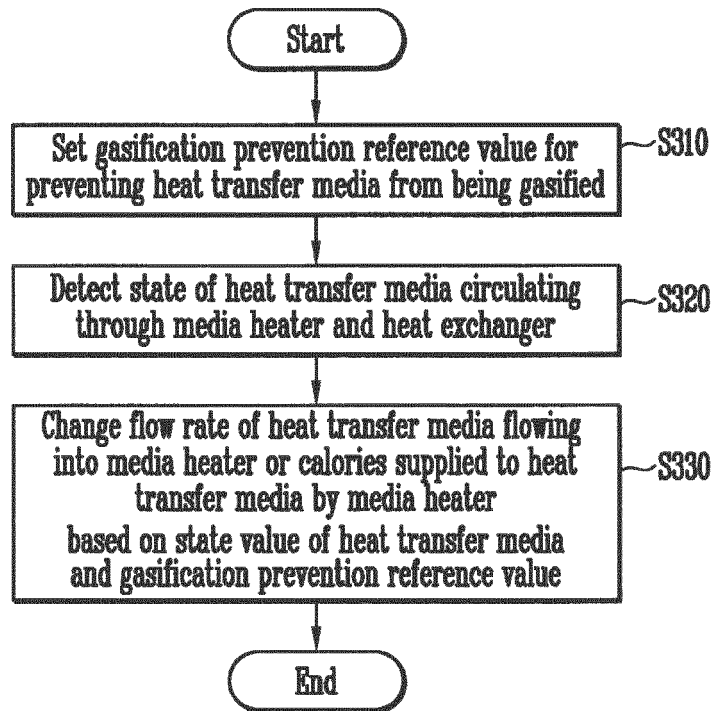 Start
Set gasification prevention reference value for
preventing heat transfer media from being gasified
S310
Detect state of heat transfer media circulating
through media heater and heat exchanger
S320
Change flow rate of heat transfer media flowing
into media heater or calories supplied to heat
transfer media by media heater
based on state value of heat transfer media
and gasification prevention reference value
S330
End